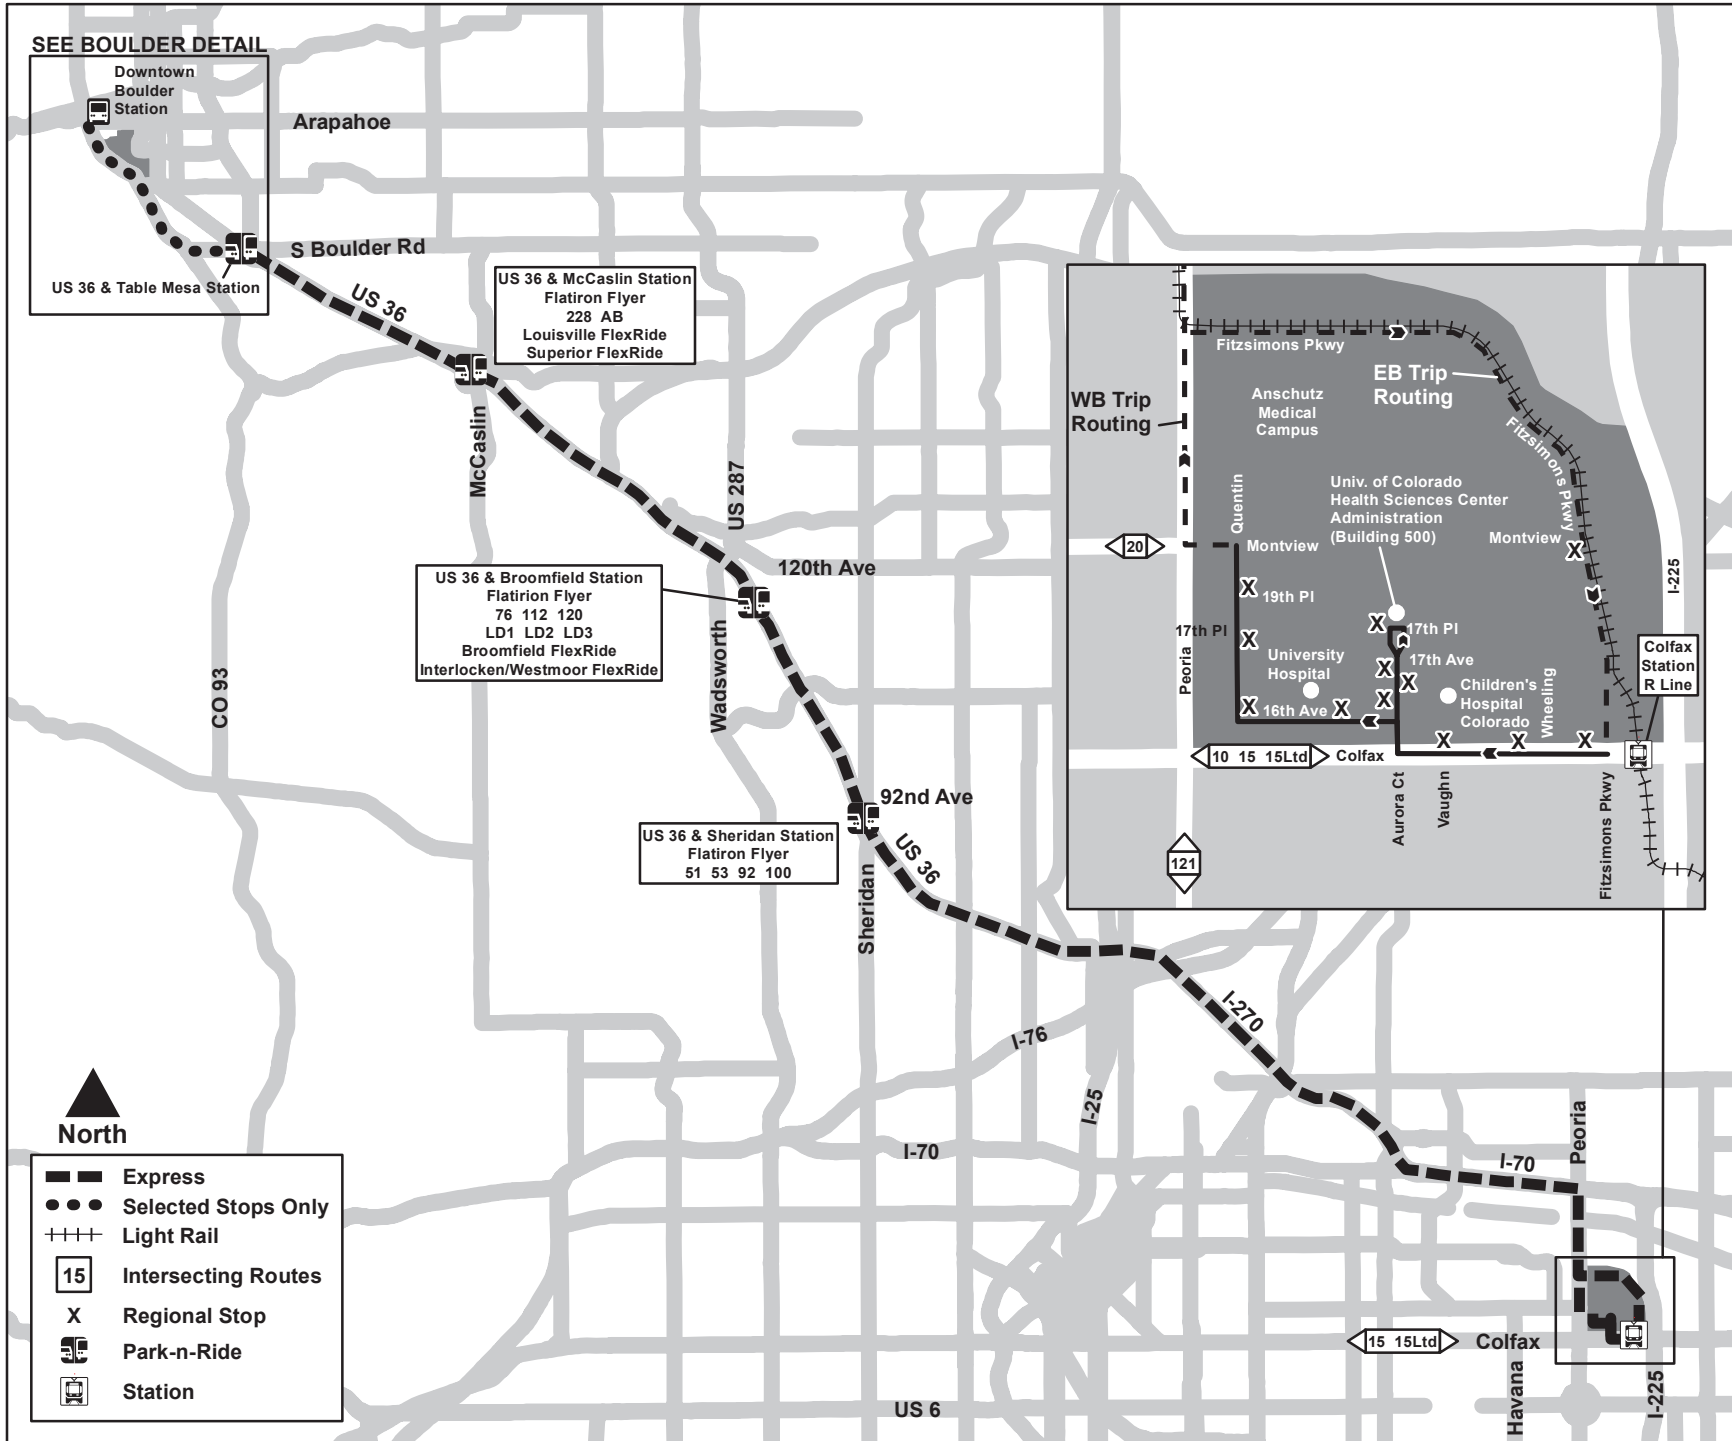 SEE BOULDER DETAIL
Downtown
Boulder
Station
Arapahoe
S Boulder Rd
US 36 & Table Mesa Station
US 36
US 36 & McCaslin Station
Flatiron Flyer
228 AB
Louisville FlexRide
Superior FlexRide
McCaslin
US 287
120th Ave
US 36 & Broomfield Station
Flatirion Flyer
76 112 120
LD1 LD2 LD3
Broomfield FlexRide
Interlocken/Westmoor FlexRide
CO 93
Wadsworth
92nd Ave
US 36 & Sheridan Station
Flatiron Flyer
51 53 92 100
US 36
Sheridan
Fitzsimons Pkwy
EB Trip
Routing
WB Trip
Routing
Anschutz
Medical
Campus
Fitzsimons Pkwy
Quentin
Univ. of Colorado
Health Sciences Center
Administration
(Building 500)
20
Montview
Montview
X
I-225
X
19th Pl
X
17th Pl
17th Pl
X
Peoria
University
Hospital
X
17th Ave
X
Colfax
Station
R Line
Children's
Hospital
Colorado
Wheeling
X
16th Ave
X
X
X
X
X
10 15 15Ltd
Colfax
Aurora Ct
Vaughn
Fitzsimons Pkwy
121
I-270
I-76
I-25
I-70
I-70
Peoria
15 15Ltd
Colfax
Havana
I-225
US 6
North
Express
Selected Stops Only
Light Rail
15
Intersecting Routes
X
Regional Stop
Park-n-Ride
Station